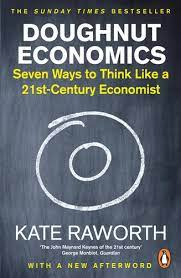 THE SUNDAY TIMES BESTSELLER
DOUGHNUT
ECONOMICS
Seven Ways to Think Like a
21st-Century Economist
KATE RAWORTH
'The John Maynard Keynes of the 21st century'
George Monbiot, Guardian
WITH A NEW AFTERWORD